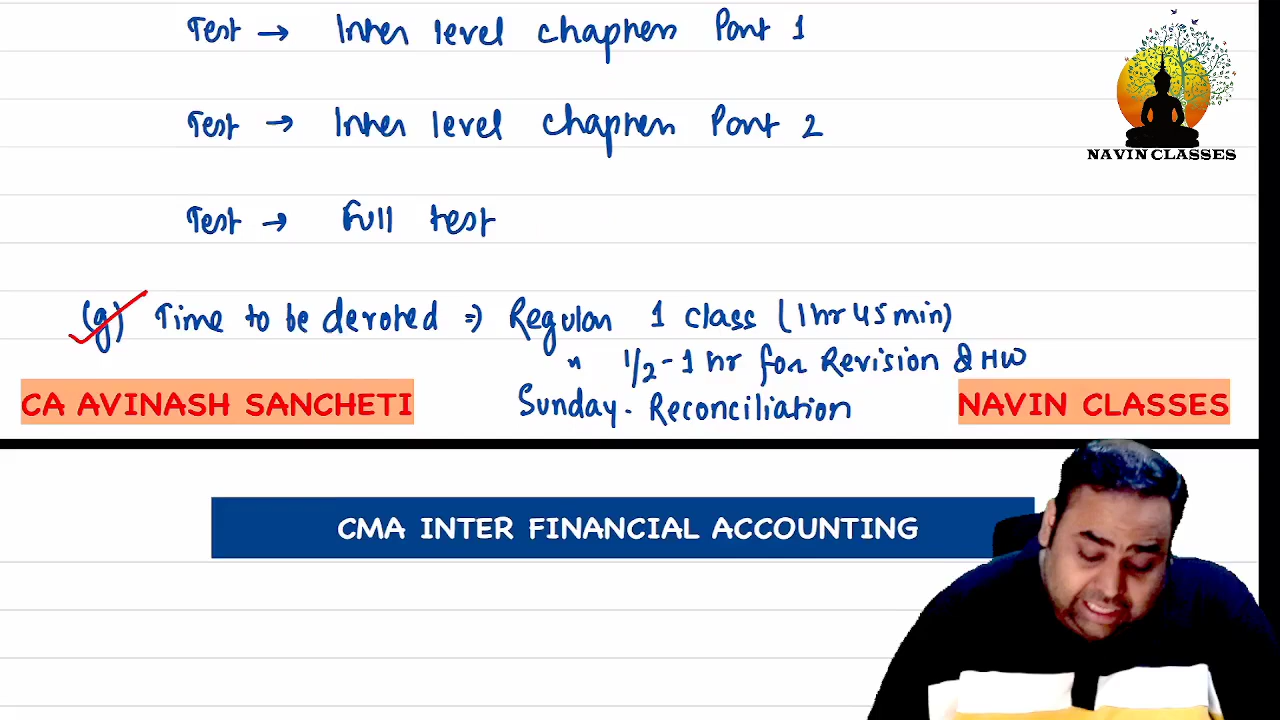 Test → Inter level chapters Part 1
NAVIN CLASSES
Test → Inter level chapters Part 2
Test → Full test
(g) Time to be devoted ⇒ Regular 1 class (1hr 45min)
" 1/2 - 1 hr for Revision & HW
CA AVINASH SANCHETI
Sunday - Reconciliation
NAVIN CLASSES
CMA INTER FINANCIAL ACCOUNTING